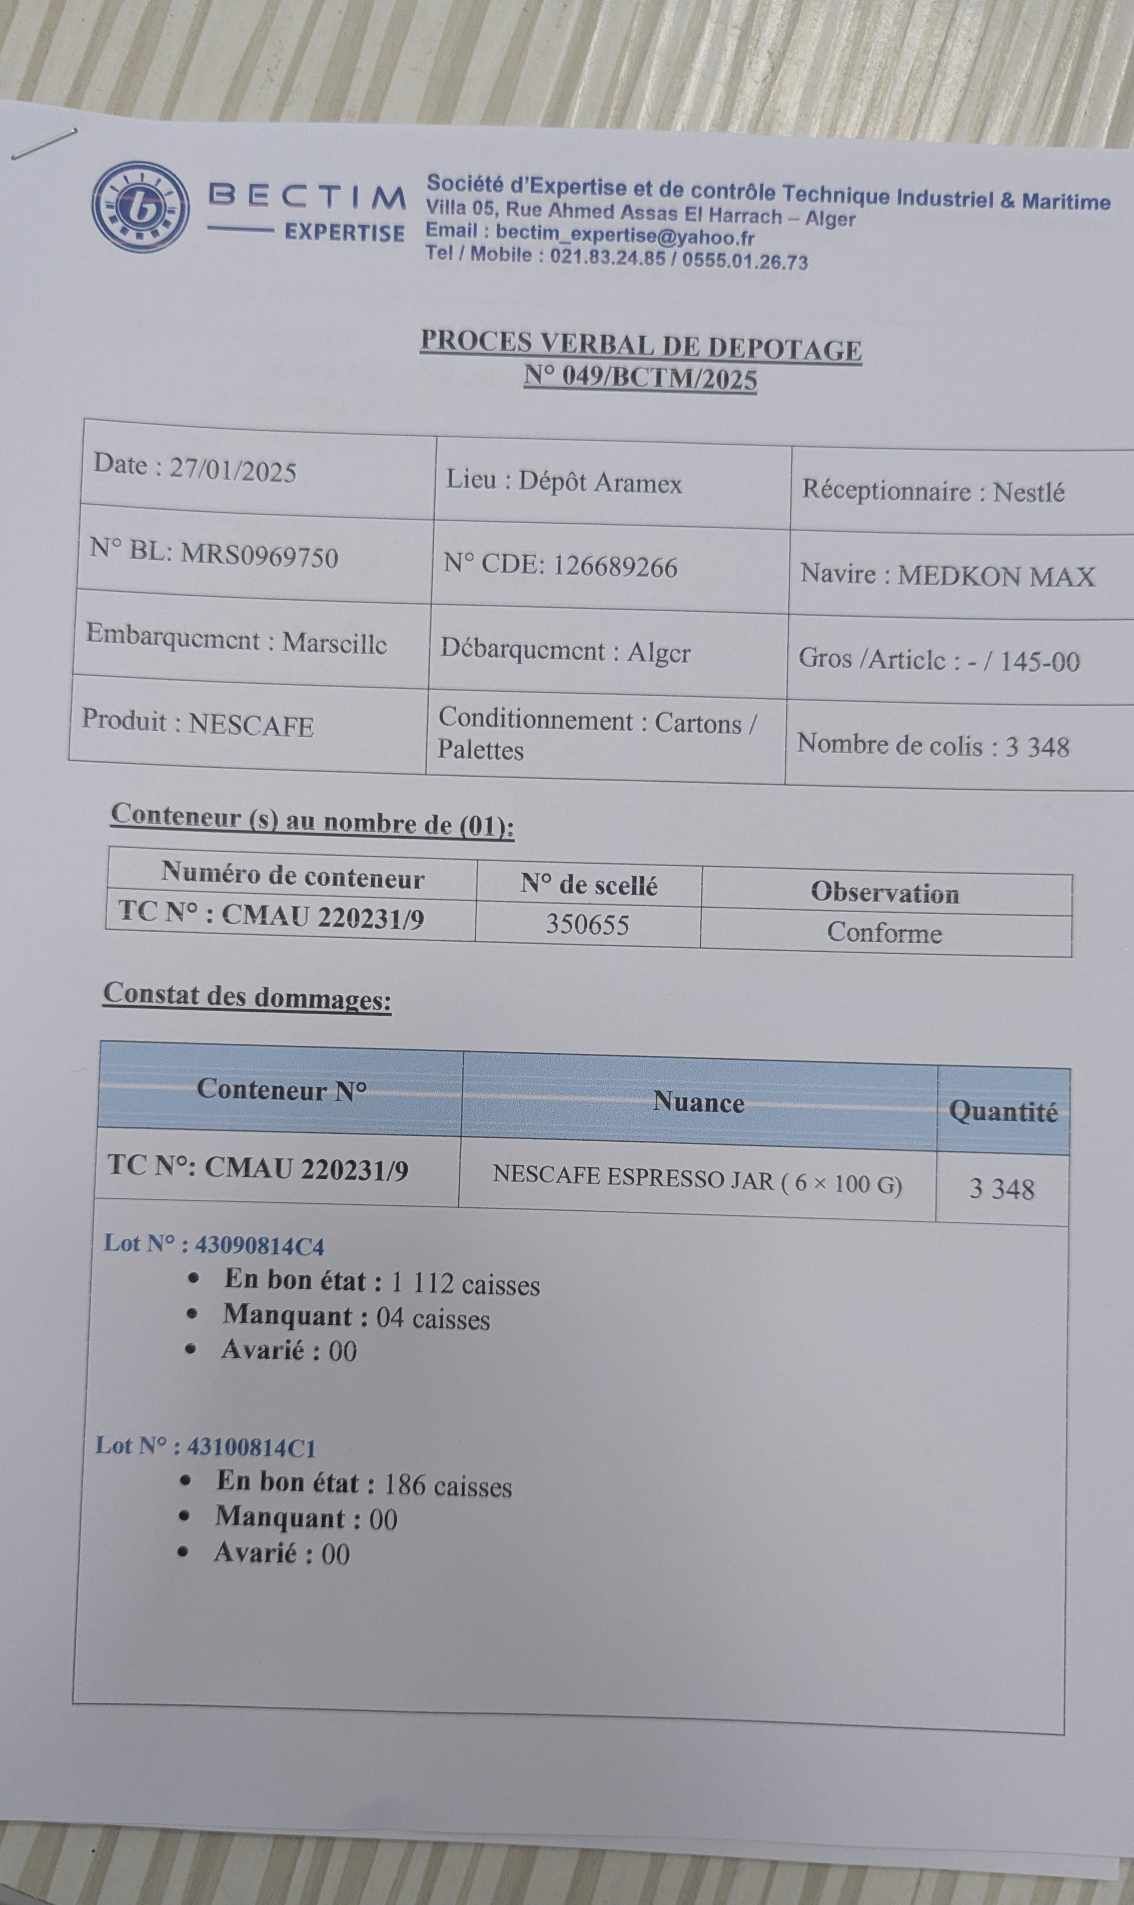 BECTIM
EXPERTISE
Société d'Expertise et de contrôle Technique Industriel & Maritime
Villa 05, Rue Ahmed Assas El Harrach – Alger
Email : bectim_expertise@yahoo.fr
Tel / Mobile : 021.83.24.85 / 0555.01.26.73
PROCES VERBAL DE DEPOTAGE
N° 049/BCTM/2025
Date : 27/01/2025
Lieu : Dépôt Aramex
Réceptionnaire : Nestlé
N° BL: MRS0969750
N° CDE: 126689266
Navire : MEDKON MAX
Embarquement : Marseille
Débarquement : Alger
Gros /Article : - / 145-00
Produit : NESCAFE
Conditionnement : Cartons /
Palettes
Nombre de colis : 3 348
Conteneur (s) au nombre de (01):
Numéro de conteneur
N° de scellé
Observation
TC N° : CMAU 220231/9
350655
Conforme
Constat des dommages:
Conteneur N°
Nuance
Quantité
TC N°: CMAU 220231/9
NESCAFE ESPRESSO JAR ( 6 × 100 G)
3 348
Lot N° : 43090814C4
• En bon état : 1 112 caisses
• Manquant : 04 caisses
• Avarié : 00
Lot N° : 43100814C1
• En bon état : 186 caisses
• Manquant : 00
• Avarié : 00